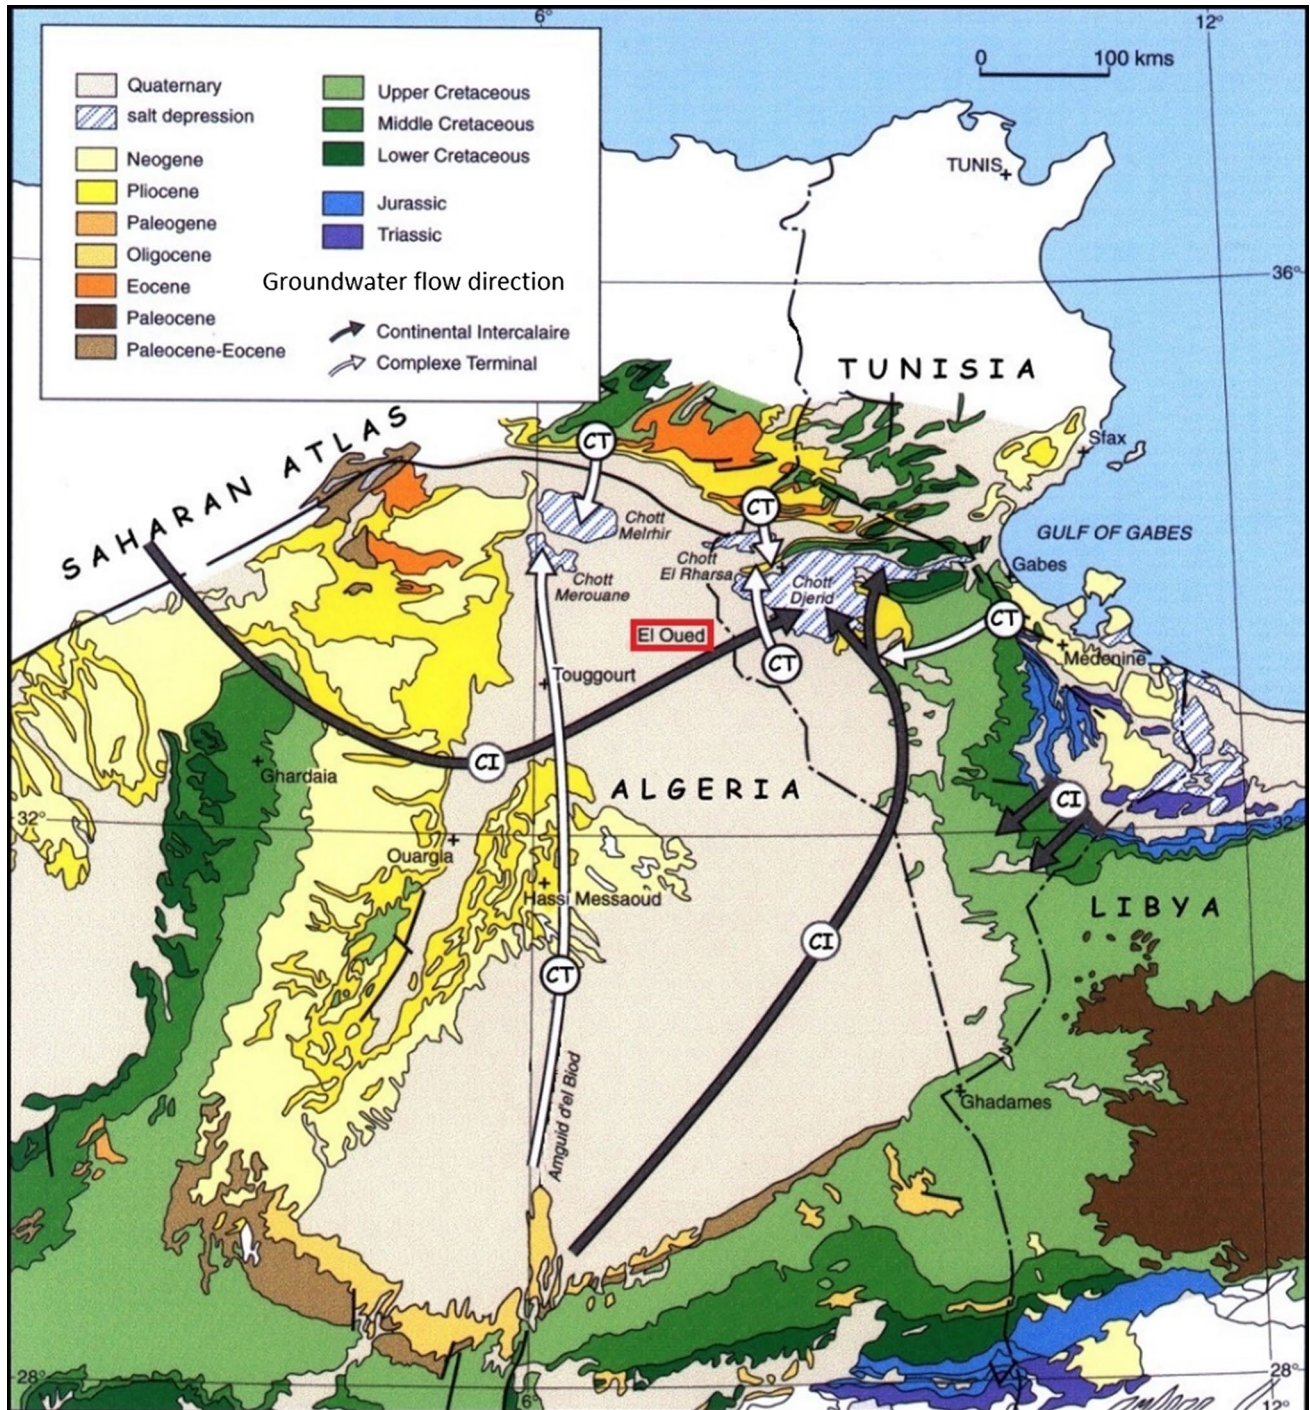 6°
12°
0 100 kms
Quaternary
salt depression
Neogene
Pliocene
Paleogene
Oligocene
Eocene
Paleocene
Paleocene-Eocene
Upper Cretaceous
Middle Cretaceous
Lower Cretaceous
Jurassic
Triassic
Groundwater flow direction
Continental Intercalaire
Complexe Terminal
TUNIS
36°
TUNISIA
SAHARAN ATLAS
Sfax
CT
CT
Chott
Melrhir
GULF OF GABES
Chott
El Rharsa
Gabes
Chott
Merouane
Chott
Djerid
CT
El Oued
CT
Medenine
Touggourt
CI
Ghardaia
ALGERIA
CI
32°
32°
Ouargla
Hassi Messaoud
LIBYA
CI
CT
Amguid d'el Biod
Ghadames
28°
28°
6°
12°